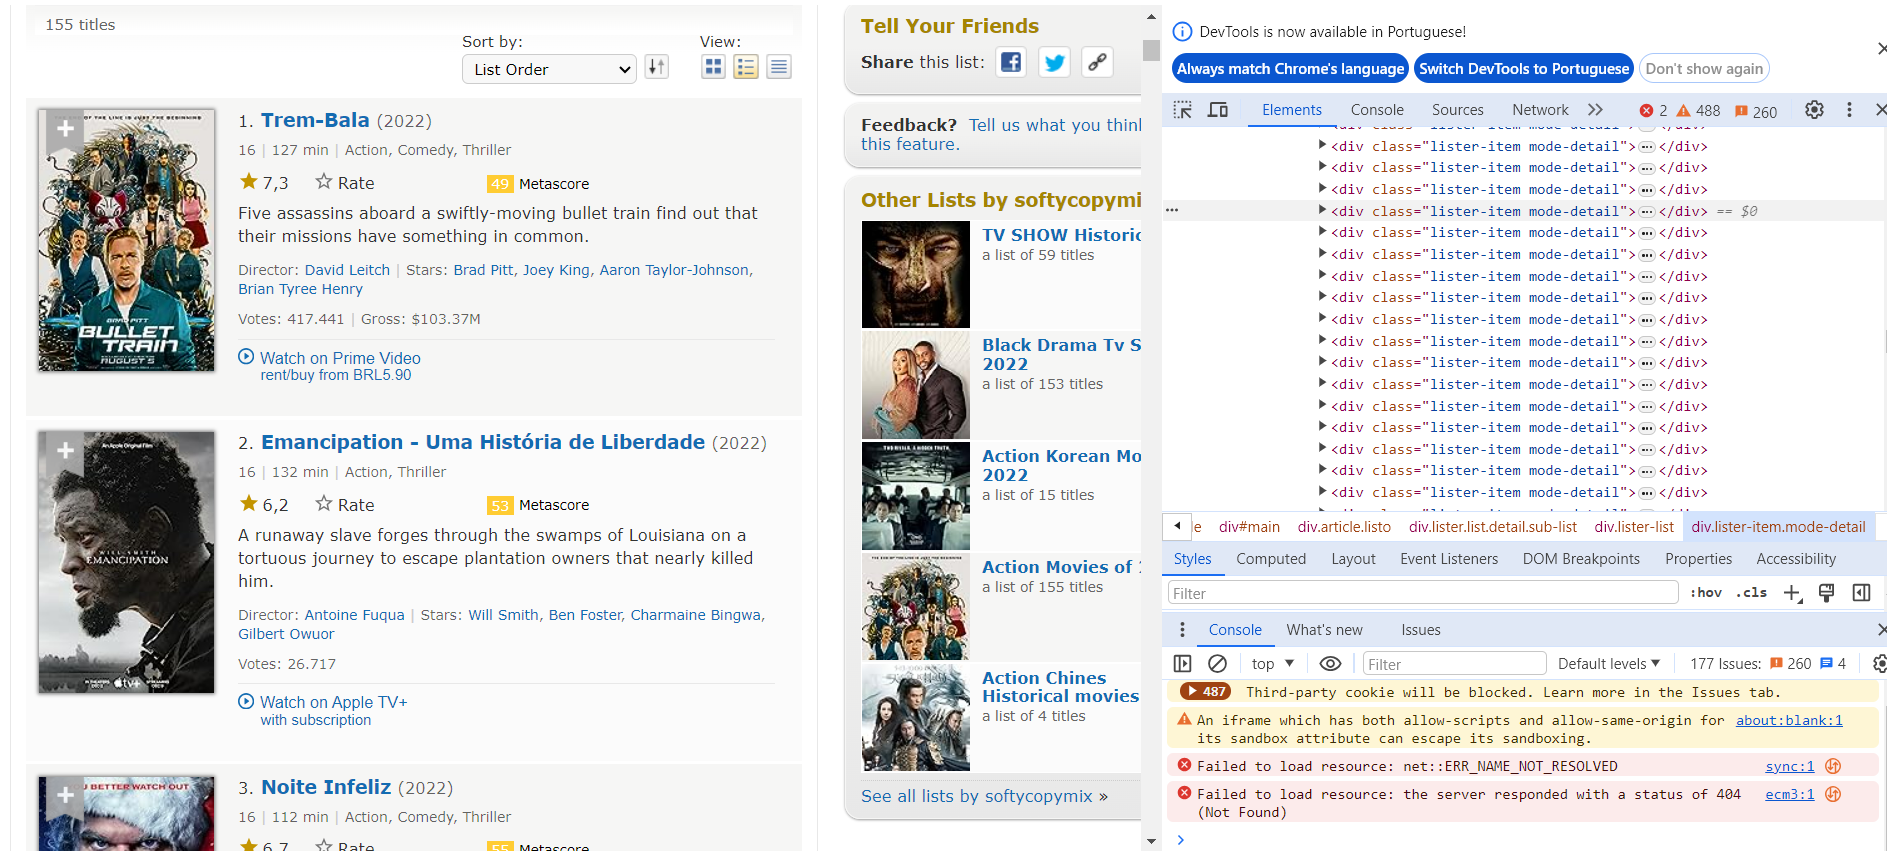 155 titles
Sort by:
View:
List Order
1. Trem-Bala (2022)
16 | 127 min | Action, Comedy, Thriller
7,3 Rate 49 Metascore
Five assassins aboard a swiftly-moving bullet train find out that
their missions have something in common.
Director: David Leitch | Stars: Brad Pitt, Joey King, Aaron Taylor-Johnson,
Brian Tyree Henry
Votes: 417.441 | Gross: $103.37M
Watch on Prime Video
rent/buy from BRL5.90
BRAD PITT
BULLET
TRAIN
AUGUST 5
2. Emancipation - Uma História de Liberdade (2022)
16 | 132 min | Action, Thriller
6,2 Rate 53 Metascore
A runaway slave forges through the swamps of Louisiana on a
tortuous journey to escape plantation owners that nearly killed
him.
Director: Antoine Fuqua | Stars: Will Smith, Ben Foster, Charmaine Bingwa,
Gilbert Owuor
Votes: 26.717
Watch on Apple TV+
with subscription
An Apple Original Film
WILL SMITH
EMANCIPATION
3. Noite Infeliz (2022)
16 | 112 min | Action, Comedy, Thriller
6,7 Rate 55 Metascore
YOU BETTER WATCH OUT
Tell Your Friends
Share this list:
Feedback? Tell us what you thin
this feature.
Other Lists by softycopymi
TV SHOW Historic
a list of 59 titles
Black Drama Tv S
2022
a list of 153 titles
Action Korean Mo
2022
a list of 15 titles
Action Movies of
a list of 155 titles
Action Chines
Historical movies
a list of 4 titles
See all lists by softycopymix »
DevTools is now available in Portuguese!
Always match Chrome's language
Switch DevTools to Portuguese
Don't show again
Elements Console Sources Network 2 488 260
<div class="lister-item mode-detail"> </div>
<div class="lister-item mode-detail"> </div>
<div class="lister-item mode-detail"> </div>
<div class="lister-item mode-detail"> </div>
<div class="lister-item mode-detail"> </div> == $0
<div class="lister-item mode-detail"> </div>
<div class="lister-item mode-detail"> </div>
<div class="lister-item mode-detail"> </div>
<div class="lister-item mode-detail"> </div>
<div class="lister-item mode-detail"> </div>
<div class="lister-item mode-detail"> </div>
<div class="lister-item mode-detail"> </div>
<div class="lister-item mode-detail"> </div>
<div class="lister-item mode-detail"> </div>
<div class="lister-item mode-detail"> </div>
<div class="lister-item mode-detail"> </div>
<div class="lister-item mode-detail"> </div>
<div class="lister-item mode-detail"> </div>
e div#main div.article.listo div.lister.list.detail.sub-list div.lister-list div.lister-item.mode-detail
Styles Computed Layout Event Listeners DOM Breakpoints Properties Accessibility
Filter :hov .cls
Console What's new Issues
top Filter Default levels 177 Issues: 260 4
487 Third-party cookie will be blocked. Learn more in the Issues tab.
An iframe which has both allow-scripts and allow-same-origin for about:blank:1
its sandbox attribute can escape its sandboxing.
Failed to load resource: net::ERR_NAME_NOT_RESOLVED sync:1
Failed to load resource: the server responded with a status of 404 ecm3:1
(Not Found)